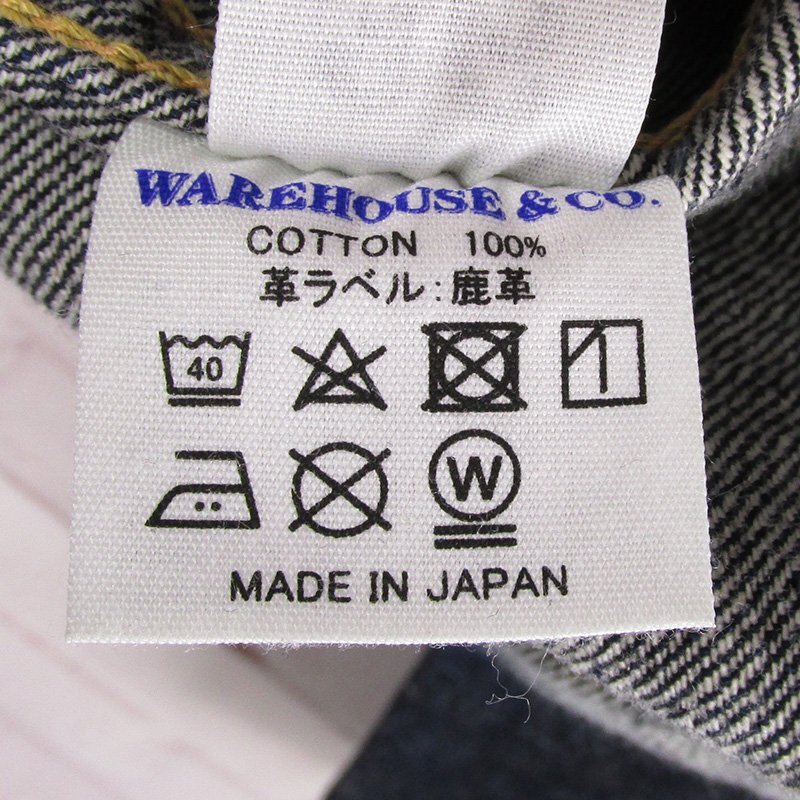 WAREHOUSE & CO.
COTTON 100%
革ラベル:鹿革
40
W
MADE IN JAPAN